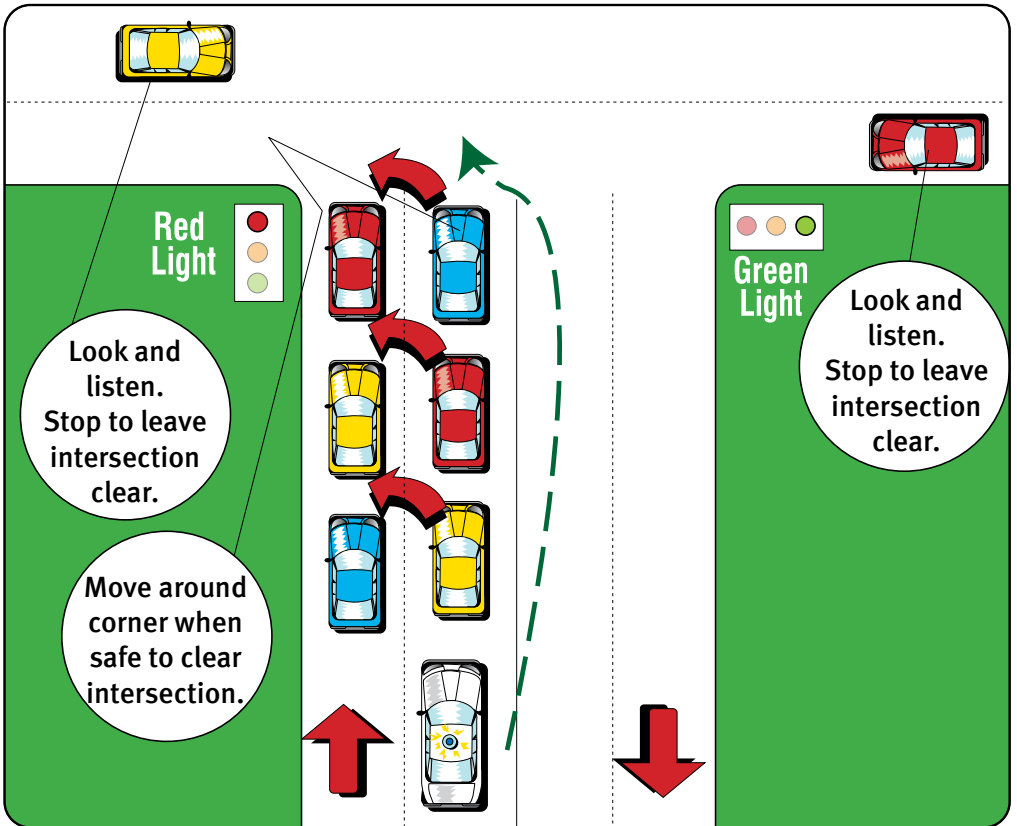 Red
Light
Green
Light
Look and
listen.
Stop to leave
intersection
clear.
Look and
listen.
Stop to leave
intersection
clear.
Move around
corner when
safe to clear
intersection.